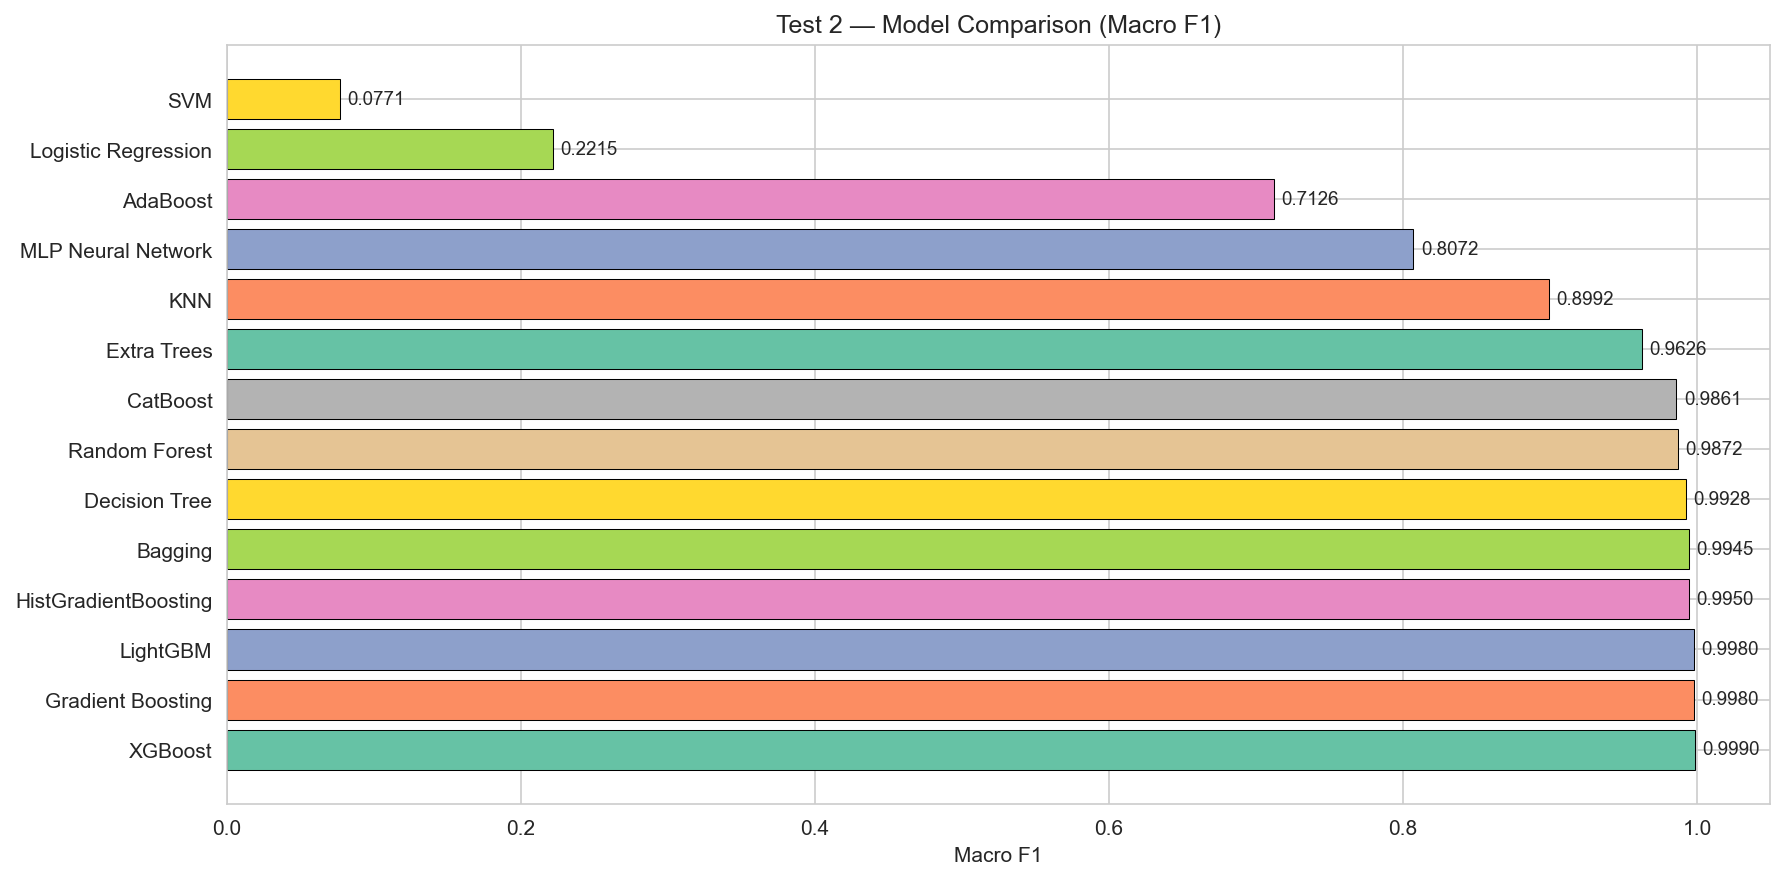 Test 2 — Model Comparison (Macro F1)
SVM 0.0771
Logistic Regression 0.2215
AdaBoost 0.7126
MLP Neural Network 0.8072
KNN 0.8992
Extra Trees 0.9626
CatBoost 0.9861
Random Forest 0.9872
Decision Tree 0.9928
Bagging 0.9945
HistGradientBoosting 0.9950
LightGBM 0.9980
Gradient Boosting 0.9980
XGBoost 0.9990
0.0 0.2 0.4 0.6 0.8 1.0
Macro F1